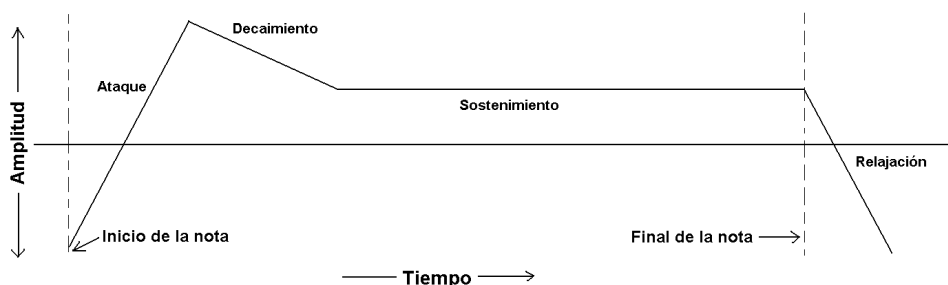 Decaimiento
Ataque
Sostenimiento
Amplitud
Relajación
Inicio de la nota
Final de la nota
Tiempo